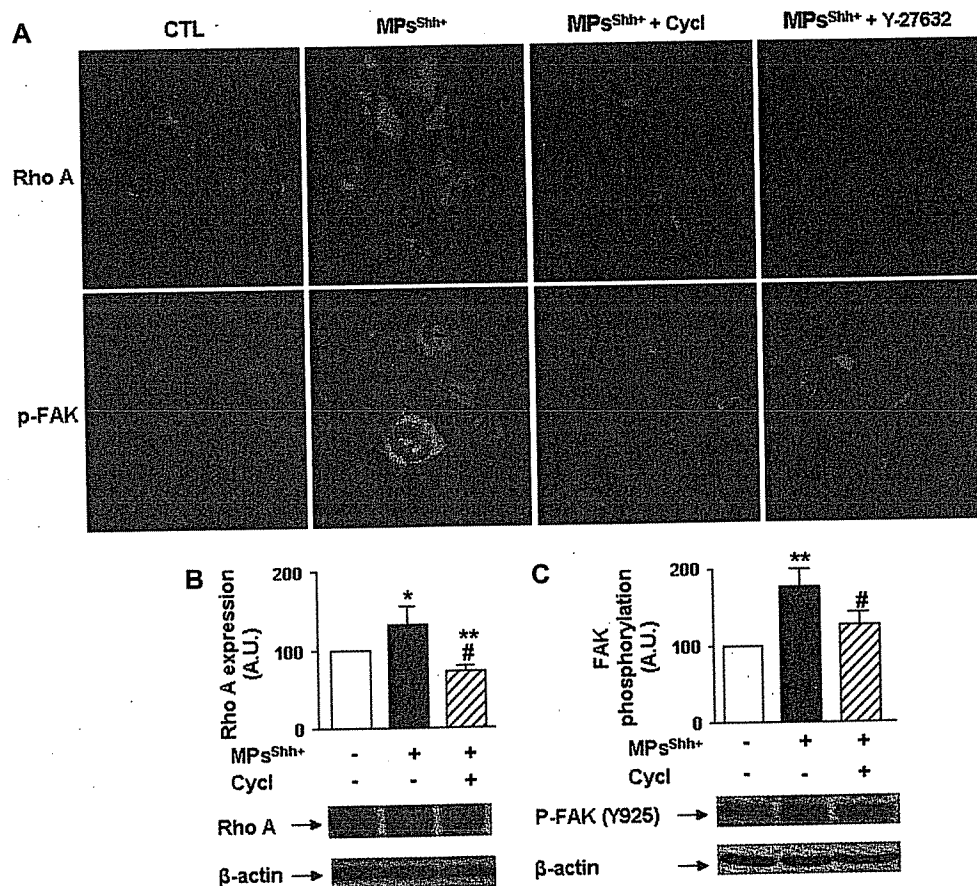 A
CTL
MPsShh+
MPsShh+ + Cycl
MPsShh+ + Y-27632
Rho A
p-FAK
B
Rho A expression
(A.U.)
200
100
0
*
**
#
MPsShh+ - + +
Cycl - - +
Rho A →
β-actin →
C
FAK
phosphorylation
(A.U.)
200
100
0
**
#
MPsShh+ - + +
Cycl - - +
P-FAK (Y925) →
β-actin →